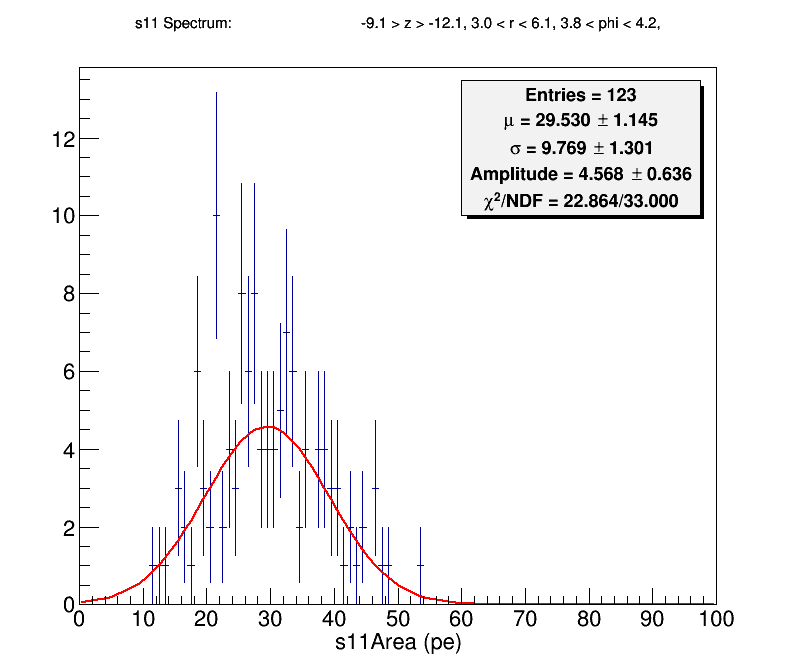 s11 Spectrum: -9.1 > z > -12.1, 3.0 < r < 6.1, 3.8 < phi < 4.2,
Entries = 123
μ = 29.530 ± 1.145
σ = 9.769 ± 1.301
Amplitude = 4.568 ± 0.636
χ²/NDF = 22.864/33.000
12
10
8
6
4
2
0
0 10 20 30 40 50 60 70 80 90 100
s11Area (pe)